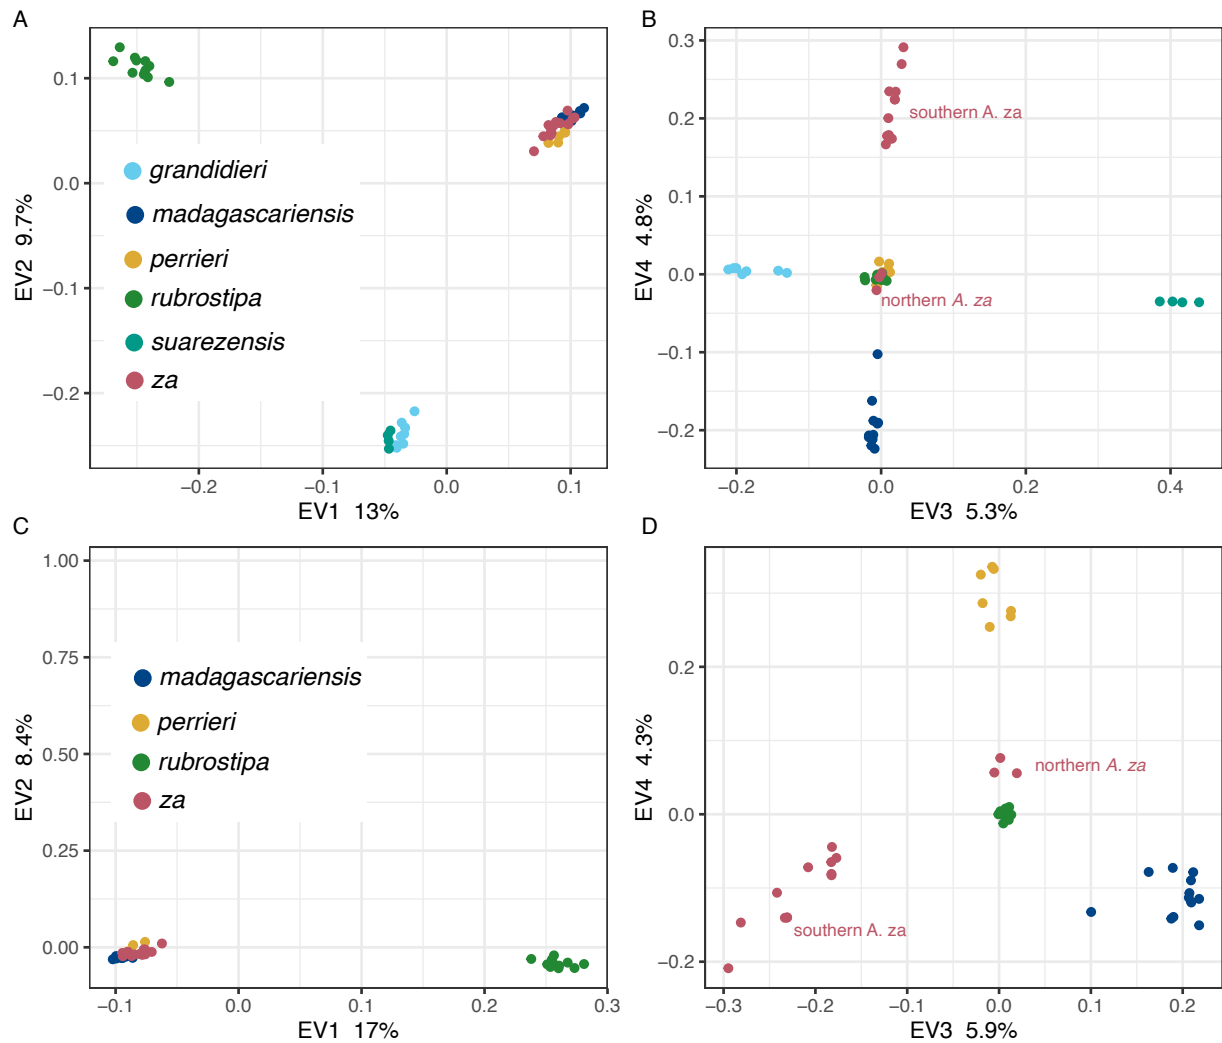 A
0.1
0.0
−0.1
−0.2
EV2 9.7%
grandidieri
madagascariensis
perrieri
rubrostipa
suarezensis
za
−0.2
−0.1
0.0
0.1
EV1 13%
B
0.3
0.2
0.1
0.0
−0.1
−0.2
EV4 4.8%
southern A. za
northern A. za
−0.2
0.0
0.2
0.4
EV3 5.3%
C
1.00
0.75
0.50
0.25
0.00
EV2 8.4%
madagascariensis
perrieri
rubrostipa
za
−0.1
0.0
0.1
0.2
0.3
EV1 17%
D
0.2
0.0
−0.2
EV4 4.3%
northern A. za
southern A. za
−0.3
−0.2
−0.1
0.0
0.1
0.2
EV3 5.9%